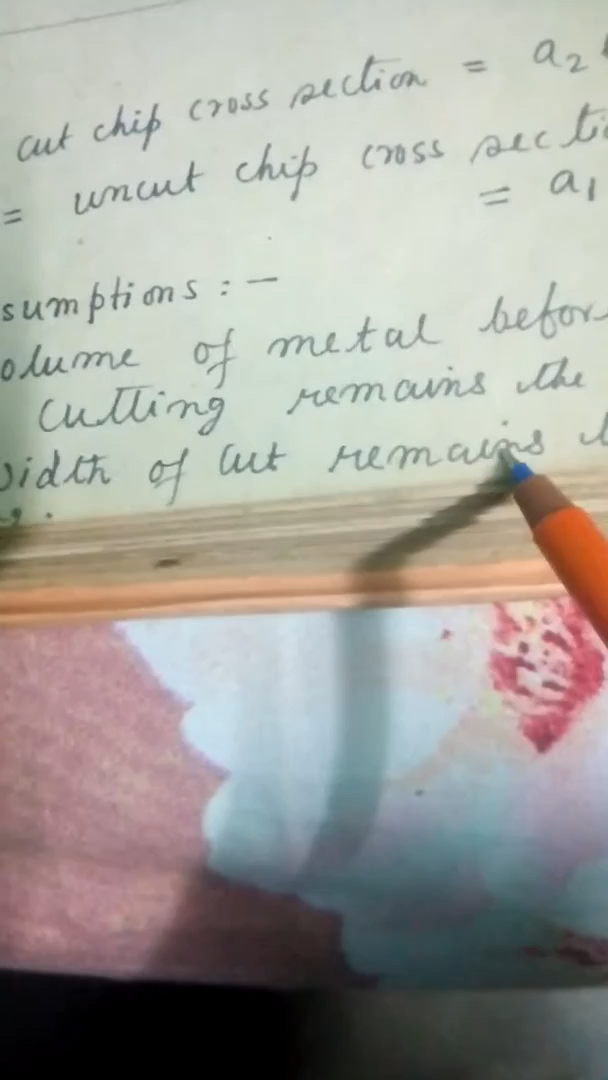 cut chip cross section = a2
= uncut chip cross secti
= a1
sumptions : —
olume of metal befor
cutting remains the
width of cut remains